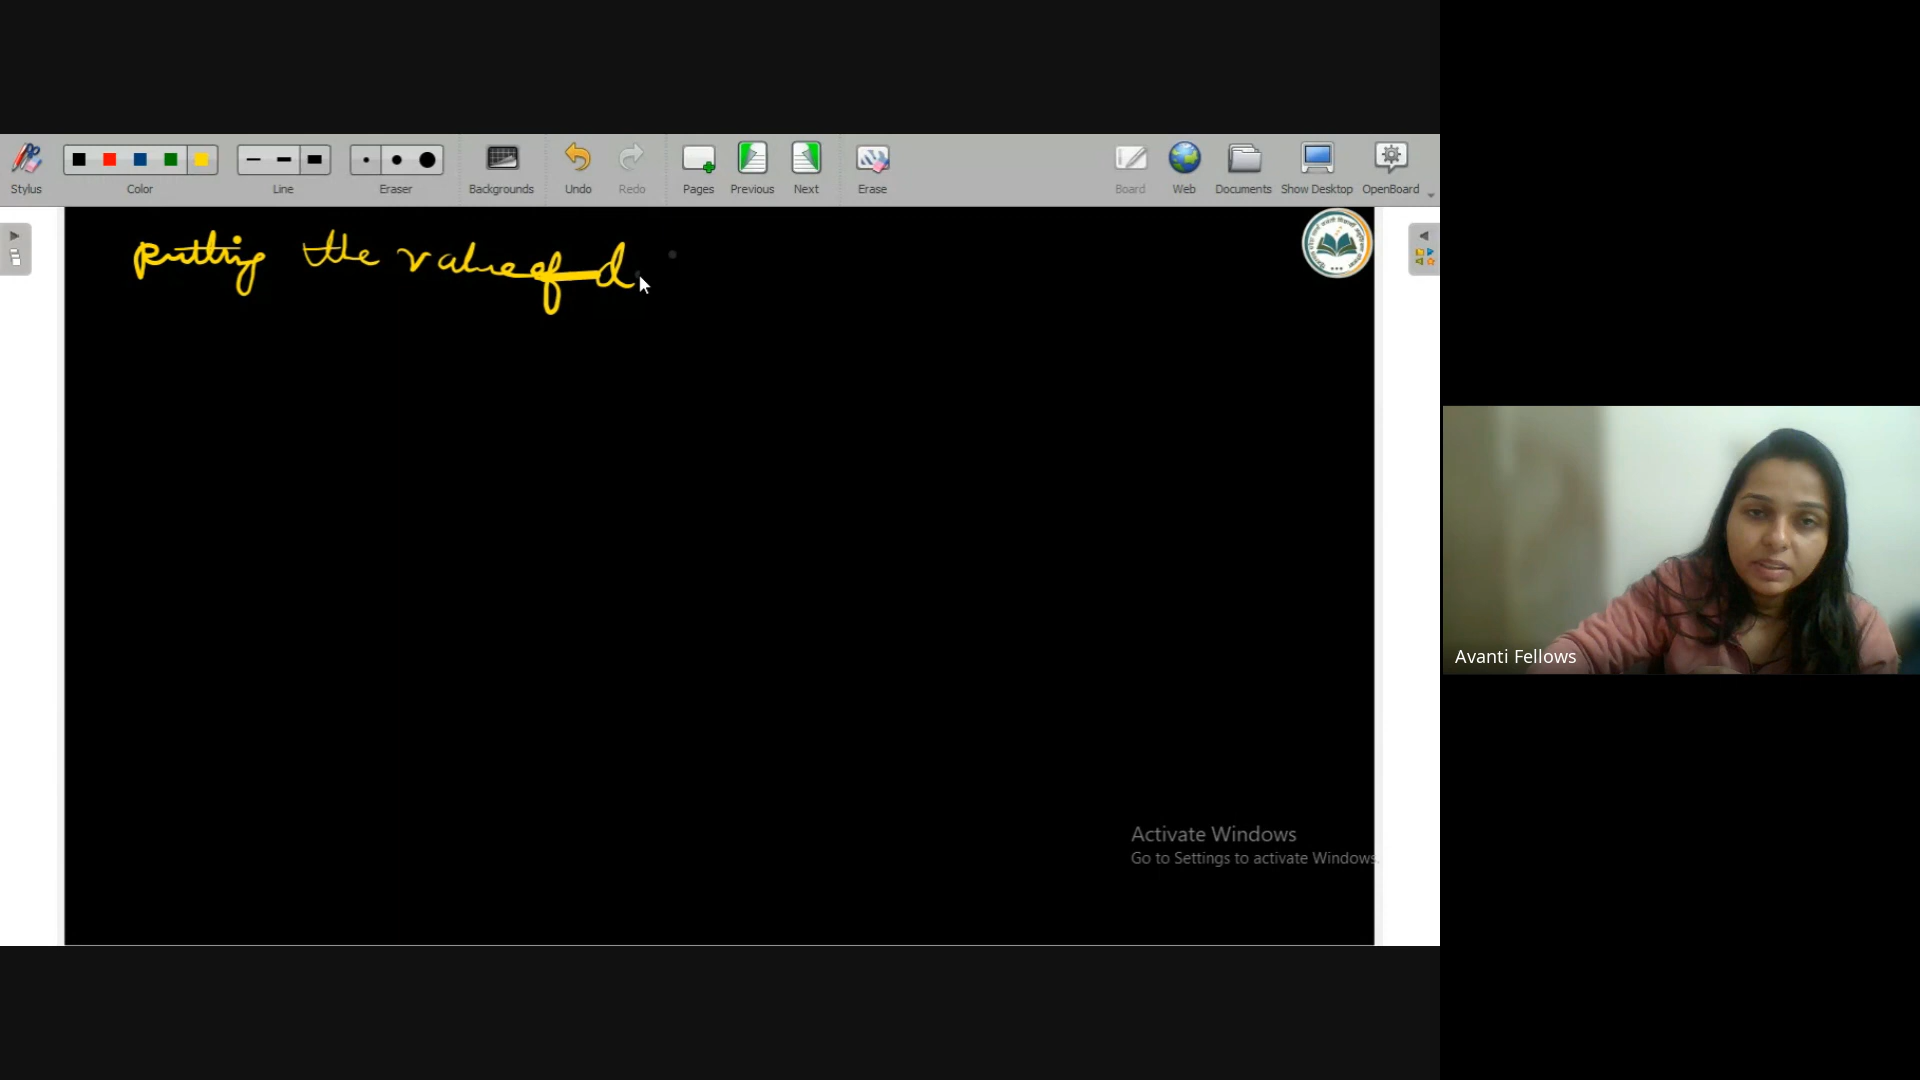 Stylus Color Line Eraser Backgrounds Undo Redo Pages Previous Next Erase Board Web Documents Show Desktop OpenBoard
putting the value of d
Avanti Fellows
Activate Windows
Go to Settings to activate Windows.